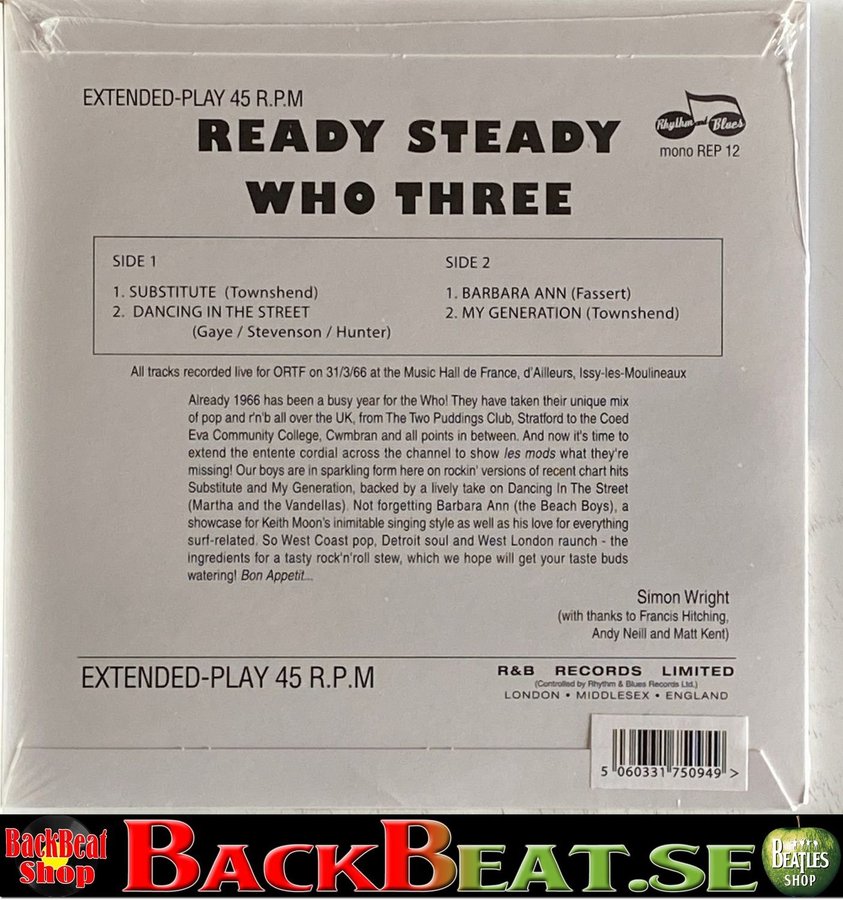 EXTENDED-PLAY 45 R.P.M
Rhythm and Blues
mono REP 12
READY STEADY
WHO THREE
SIDE 1
1. SUBSTITUTE (Townshend)
2. DANCING IN THE STREET
(Gaye / Stevenson / Hunter)
SIDE 2
1. BARBARA ANN (Fassert)
2. MY GENERATION (Townshend)
All tracks recorded live for ORTF on 31/3/66 at the Music Hall de France, d'Ailleurs, Issy-les-Moulineaux
Already 1966 has been a busy year for the Who! They have taken their unique mix
of pop and r'n'b all over the UK, from The Two Puddings Club, Stratford to the Coed
Eva Community College, Cwmbran and all points in between. And now it's time to
extend the entente cordial across the channel to show les mods what they're
missing! Our boys are in sparkling form here on rockin' versions of recent chart hits
Substitute and My Generation, backed by a lively take on Dancing In The Street
(Martha and the Vandellas). Not forgetting Barbara Ann (the Beach Boys), a
showcase for Keith Moon's inimitable singing style as well as his love for everything
surf-related. So West Coast pop, Detroit soul and West London raunch - the
ingredients for a tasty rock'n'roll stew, which we hope will get your taste buds
watering! Bon Appetit...
Simon Wright
(with thanks to Francis Hitching,
Andy Neill and Matt Kent)
EXTENDED-PLAY 45 R.P.M
R&B RECORDS LIMITED
(Controlled by Rhythm & Blues Records Ltd.)
LONDON • MIDDLESEX • ENGLAND
5 060331 750949 >
BackBeat
Shop
BACKBEAT.SE
BEATLES
SHOP